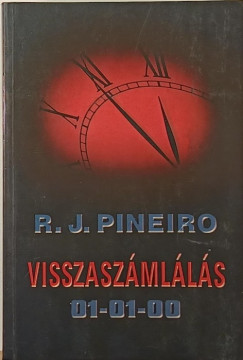 R. J. PINEIRO
VISSZASZÁMLÁLÁS
01-01-00